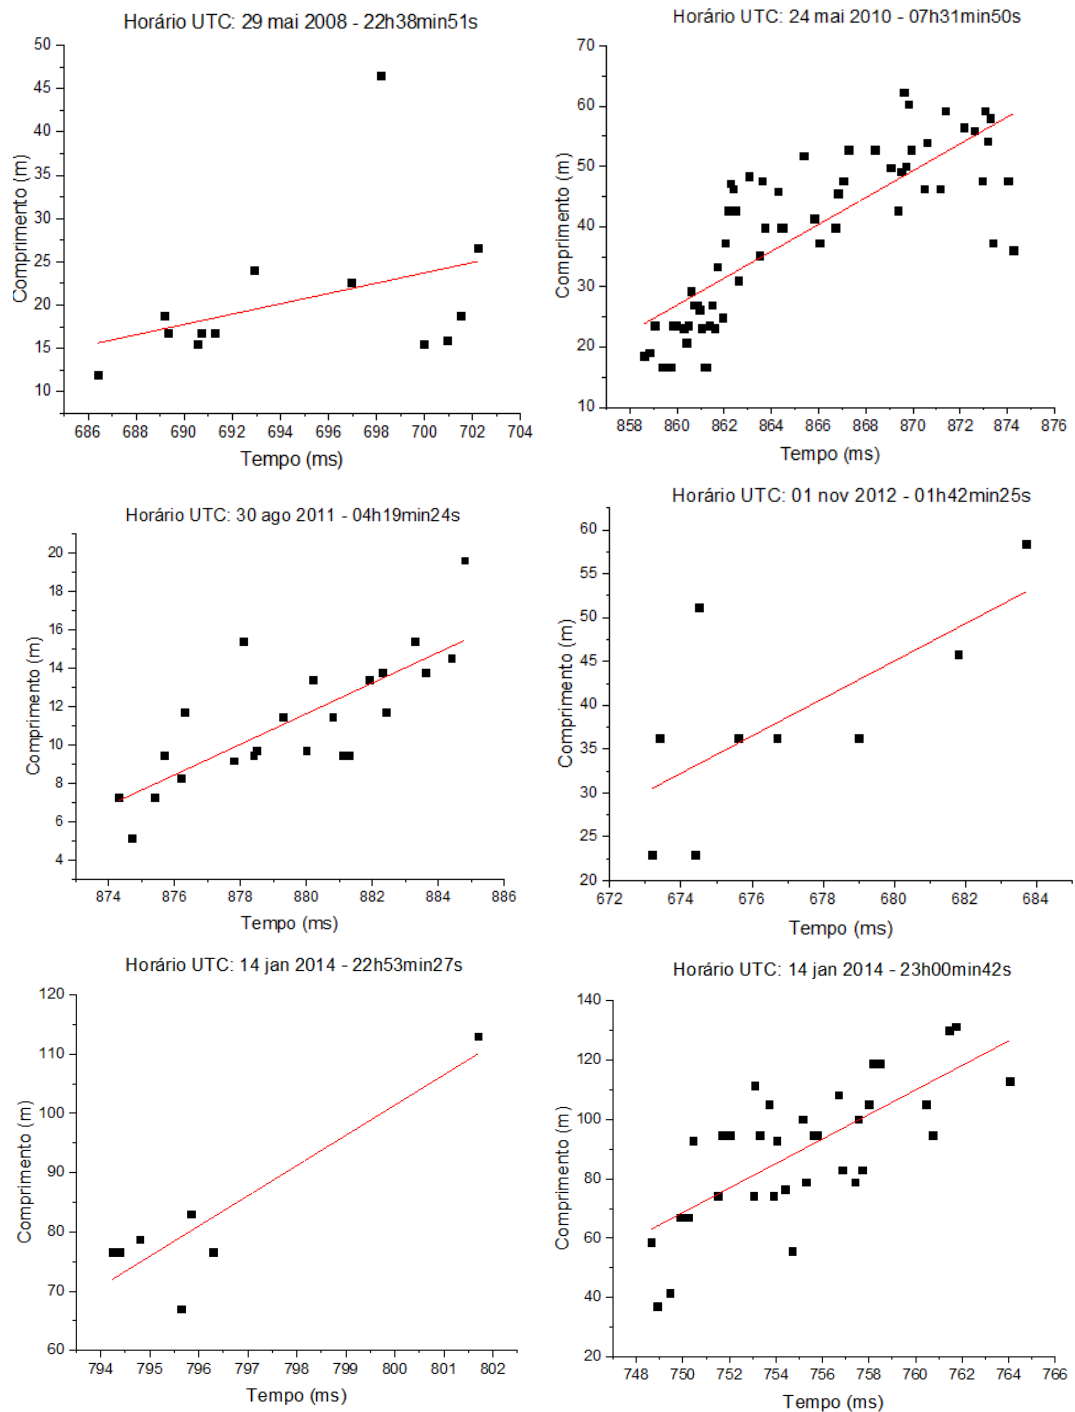 Horário UTC: 29 mai 2008 - 22h38min51s
50
45
40
35
30
25
20
15
10
Comprimento (m)
686 688 690 692 694 696 698 700 702 704
Tempo (ms)
Horário UTC: 24 mai 2010 - 07h31min50s
70
60
50
40
30
20
10
Comprimento (m)
858 860 862 864 866 868 870 872 874 876
Tempo (ms)
Horário UTC: 30 ago 2011 - 04h19min24s
20
18
16
14
12
10
8
6
4
Comprimento (m)
874 876 878 880 882 884 886
Tempo (ms)
Horário UTC: 01 nov 2012 - 01h42min25s
60
55
50
45
40
35
30
25
20
Comprimento (m)
672 674 676 678 680 682 684
Tempo (ms)
Horário UTC: 14 jan 2014 - 22h53min27s
120
110
100
90
80
70
60
Comprimento (m)
794 795 796 797 798 799 800 801 802
Tempo (ms)
Horário UTC: 14 jan 2014 - 23h00min42s
140
120
100
80
60
40
20
Comprimento (m)
748 750 752 754 756 758 760 762 764 766
Tempo (ms)